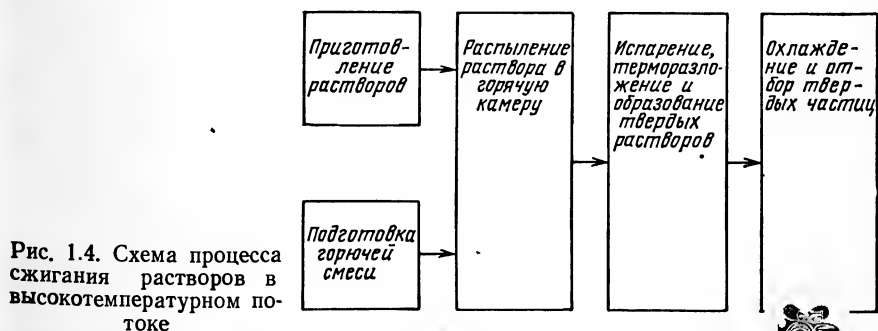 Приготов-
ление
растворов
Распыление
раствора в
горячую
камеру
Испарение,
терморазло-
жение и
образование
твердых
растворов
Охлажде-
ние и от-
бор твер-
дых частиц
Подготовка
горючей
смеси
Рис. 1.4. Схема процесса
сжигания растворов в
высокотемпературном по-
токе